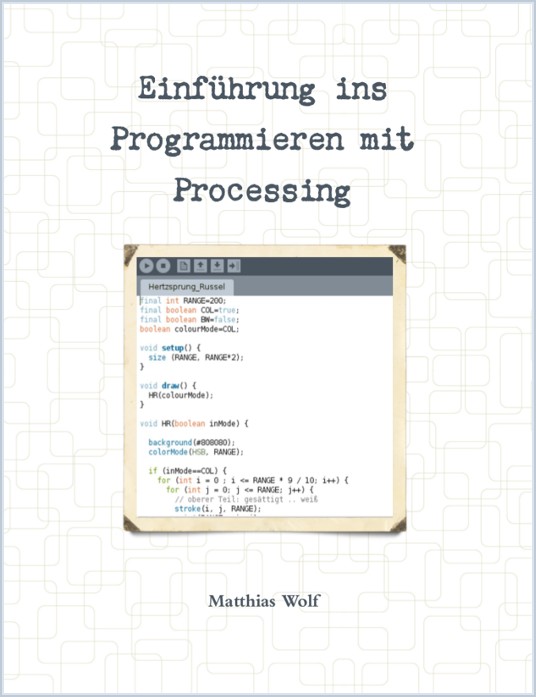 Einführung ins
Programmieren mit
Processing
Hertzsprung_Russel
final int RANGE=200;
final boolean COL=true;
final boolean BW=false;
boolean colourMode=COL;
void setup() {
size (RANGE, RANGE*2);
}
void draw() {
HR(colourMode);
}
void HR(boolean inMode) {
background(#808080);
colorMode(HSB, RANGE);
if (inMode==COL) {
for (int i = 0 ; i <= RANGE * 9 / 10; i++) {
for (int j = 0; j <= RANGE; j++) {
// oberer Teil: gesättigt .. weiß
stroke(i, j, RANGE);
Matthias Wolf